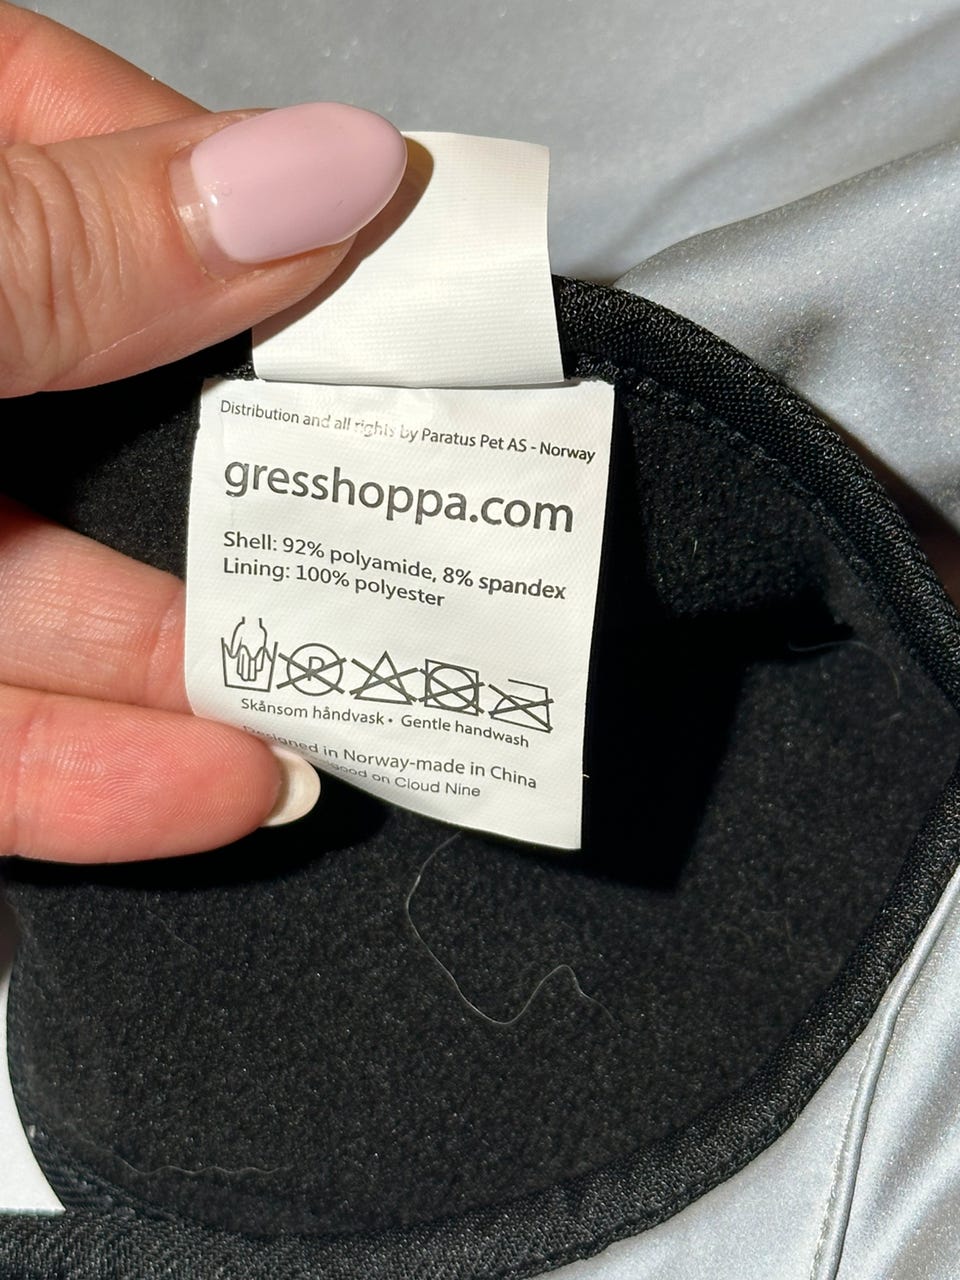 Distribution and all rights by Paratus Pet AS - Norway
gresshoppa.com
Shell: 92% polyamide, 8% spandex
Lining: 100% polyester
P
Skånsom håndvask • Gentle handwash
Designed in Norway-made in China
good on Cloud Nine